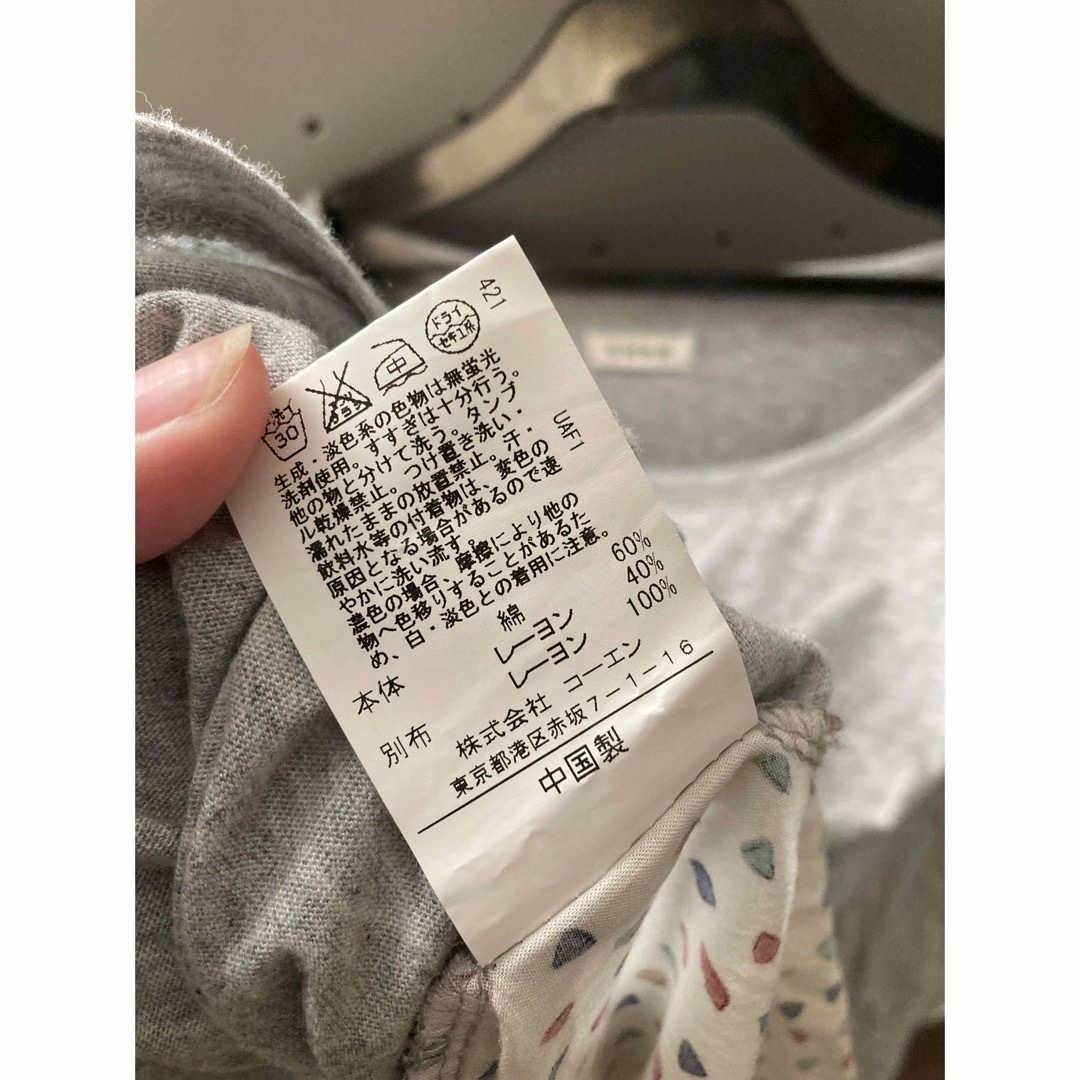 421
UAF1
洗イ
30
エンソ
サラシ
中
ドライ
セキユ系
生成・淡色系の色物は無蛍光
洗剤使用。すすぎは十分行う。
他の物と分けて洗う。タンブ
ル乾燥禁止。つけ置き洗い・
濡れたままの放置禁止。汗・
飲料水等の付着物は、変色の
原因となる場合があるので速
やかに洗い流す。
濃色の場合、摩擦により他の
物へ色移りすることがあるた
め、白・淡色との着用に注意。
本体 綿 60%
レーヨン 40%
別布 レーヨン 100%
株式会社 コーエン
東京都港区赤坂7-1-16
中国製